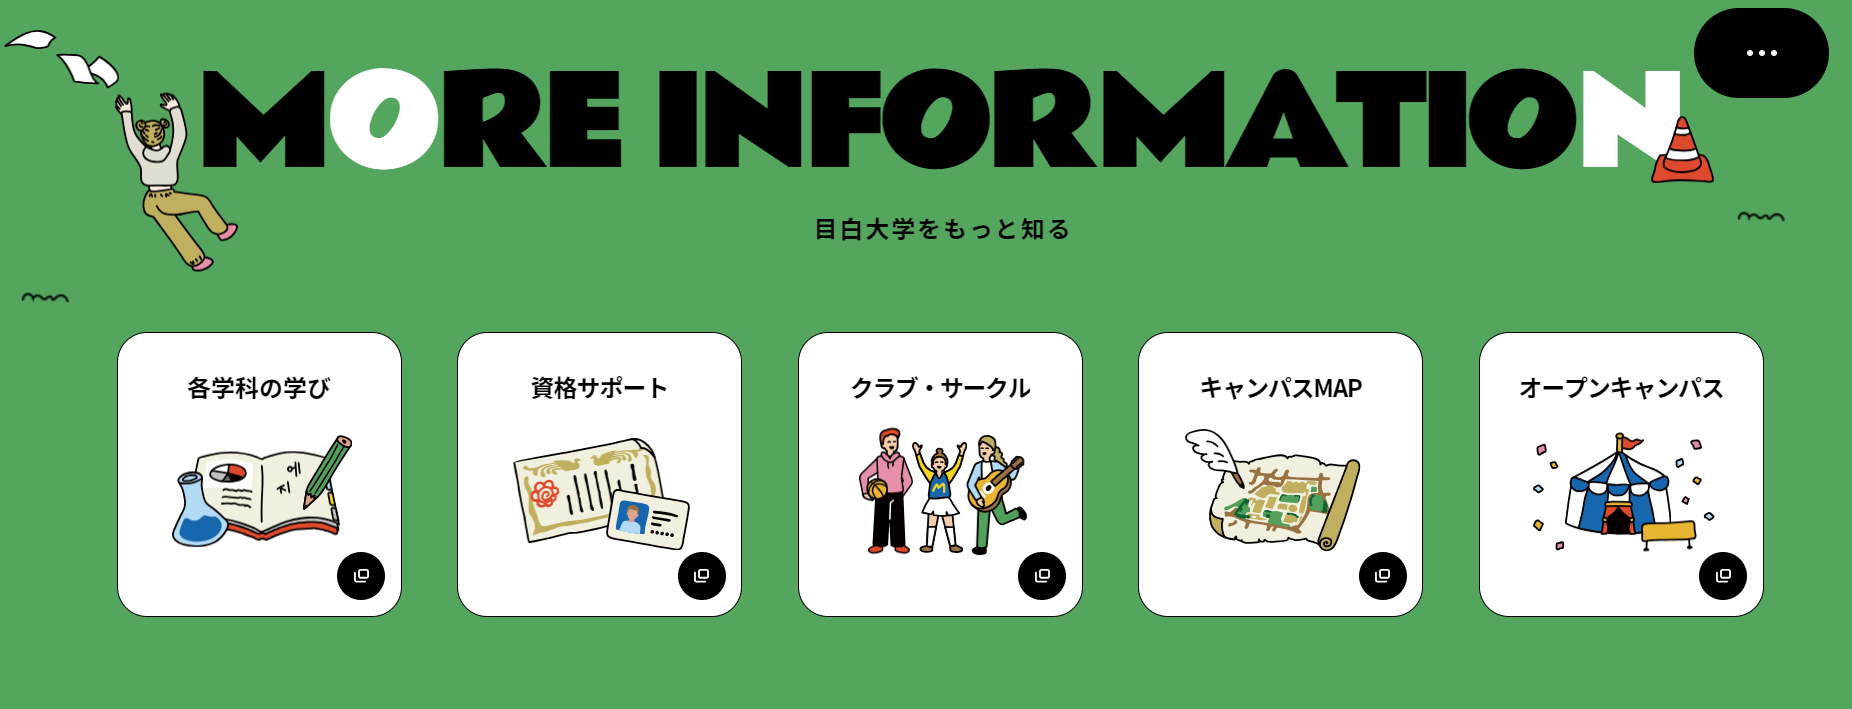 MORE INFORMATION
目白大学をもっと知る
各学科の学び
資格サポート
クラブ・サークル
キャンパスMAP
オープンキャンパス
에
지
M